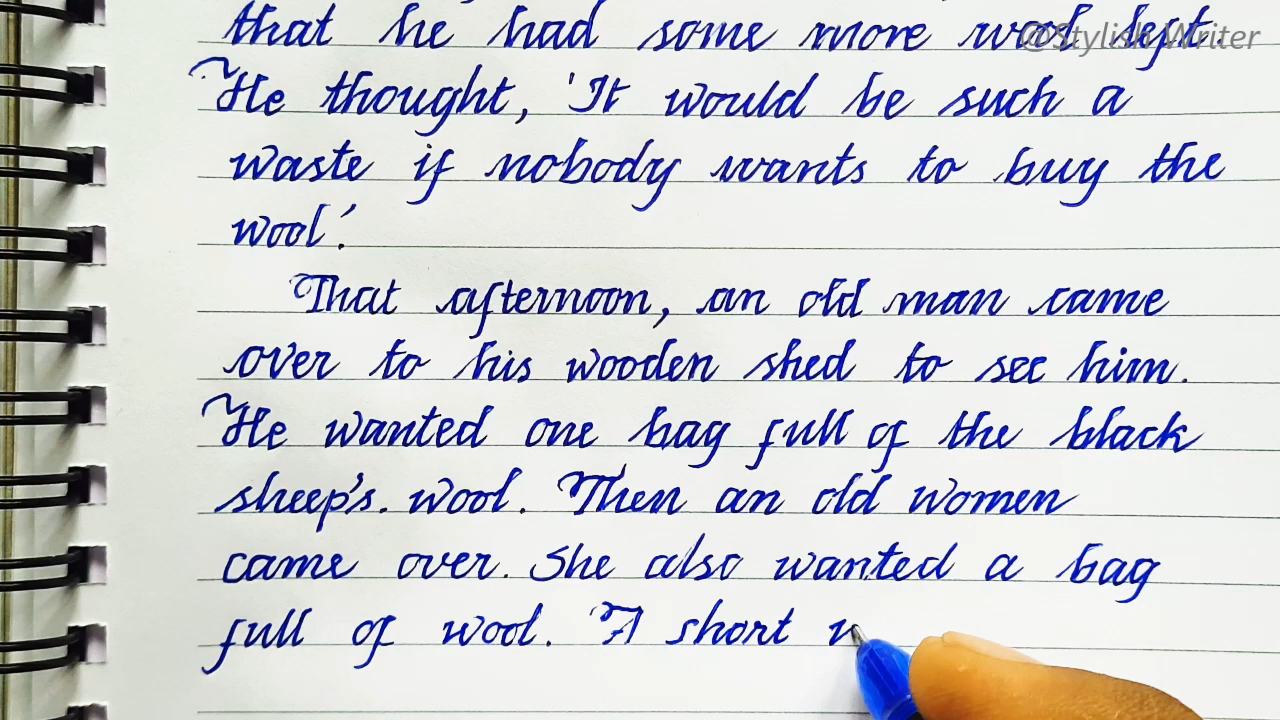 that he had some more wool left.
@Stylish Writer
He thought, 'It would be such a
waste if nobody wants to buy the
wool'.
That afternoon, an old man came
over to his wooden shed to see him.
He wanted one bag full of the black
sheep's. wool. Then an old women
came over. She also wanted a bag
full of wool. A short